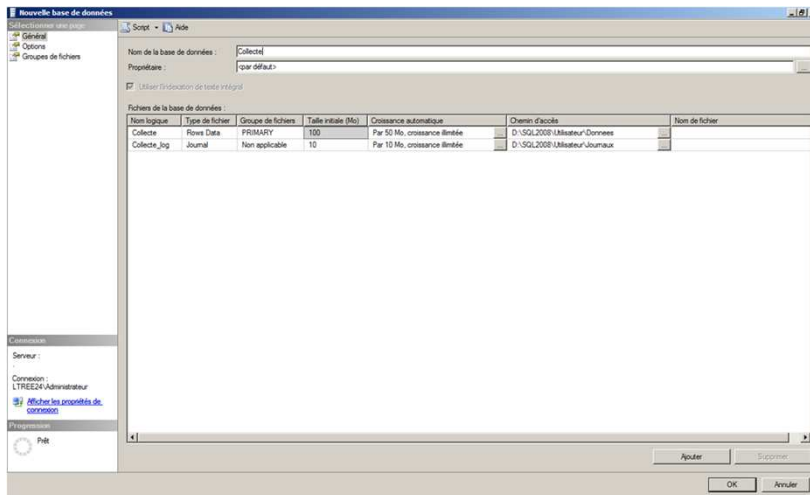 Nouvelle base de données
Sélectionner une page
Général
Options
Groupes de fichiers
Script Aide
Nom de la base de données : Collecte
Propriétaire : <par défaut> ...
Utiliser l'indexation de texte intégral
Fichiers de la base de données :
Nom logique Type de fichier Groupe de fichiers Taille initiale (Mo) Croissance automatique Chemin d'accès Nom de fichier
Collecte Rows Data PRIMARY 100 Par 50 Mo, croissance illimitée ... D:\SQL2008\Utilisateur\Donnees ...
Collecte_log Journal Non applicable 10 Par 10 Mo, croissance illimitée ... D:\SQL2008\Utilisateur\Journaux ...
Connexion
Serveur :
.
Connexion :
LTREE24\Administrateur
Afficher les propriétés de
connexion
Progression
Prêt
Ajouter Supprimer
OK Annuler